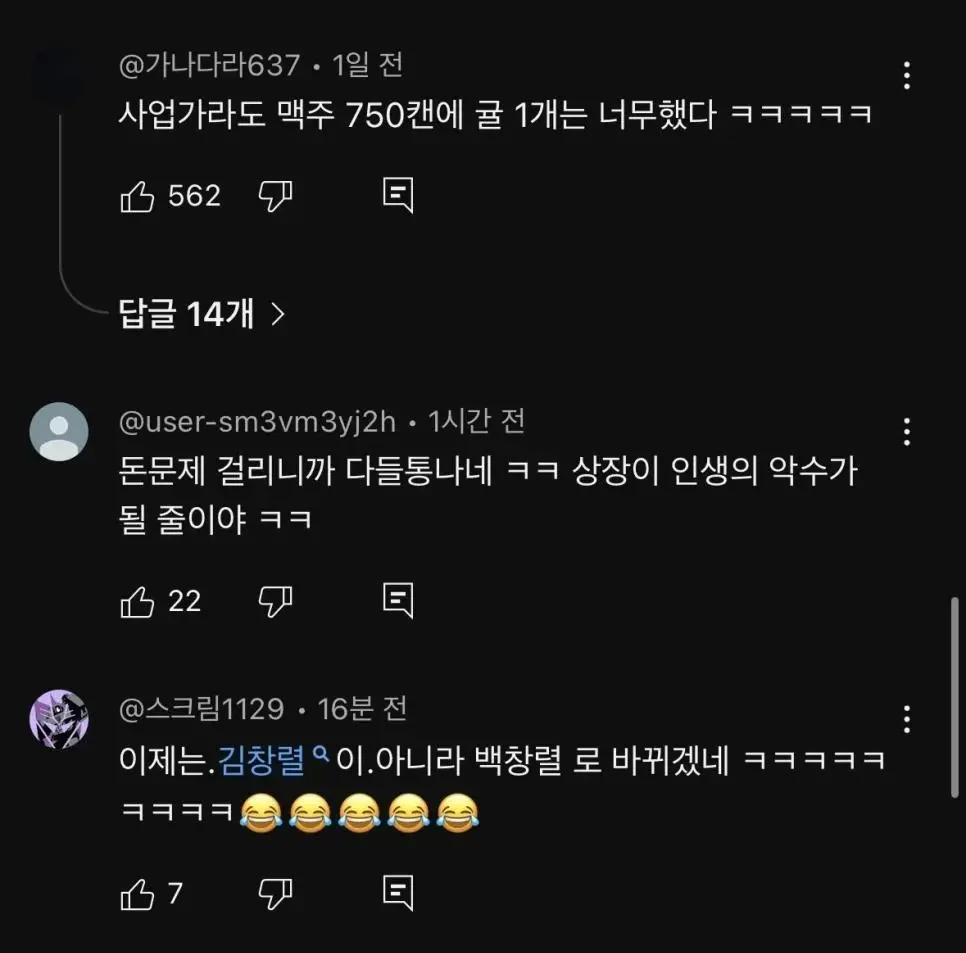 @가나다라637 • 1일 전
사업가라도 맥주 750캔에 귤 1개는 너무했다 ㅋㅋㅋㅋㅋ
562
답글 14개 >
@user-sm3vm3yj2h • 1시간 전
돈문제 걸리니까 다들통나네 ㅋㅋ 상장이 인생의 악수가
될 줄이야 ㅋㅋ
22
@스크림1129 • 16분 전
이제는.김창렬🔍이.아니라 백창렬 로 바뀌겠네 ㅋㅋㅋㅋㅋ
ㅋㅋㅋㅋ😂😂😂😂😂
7